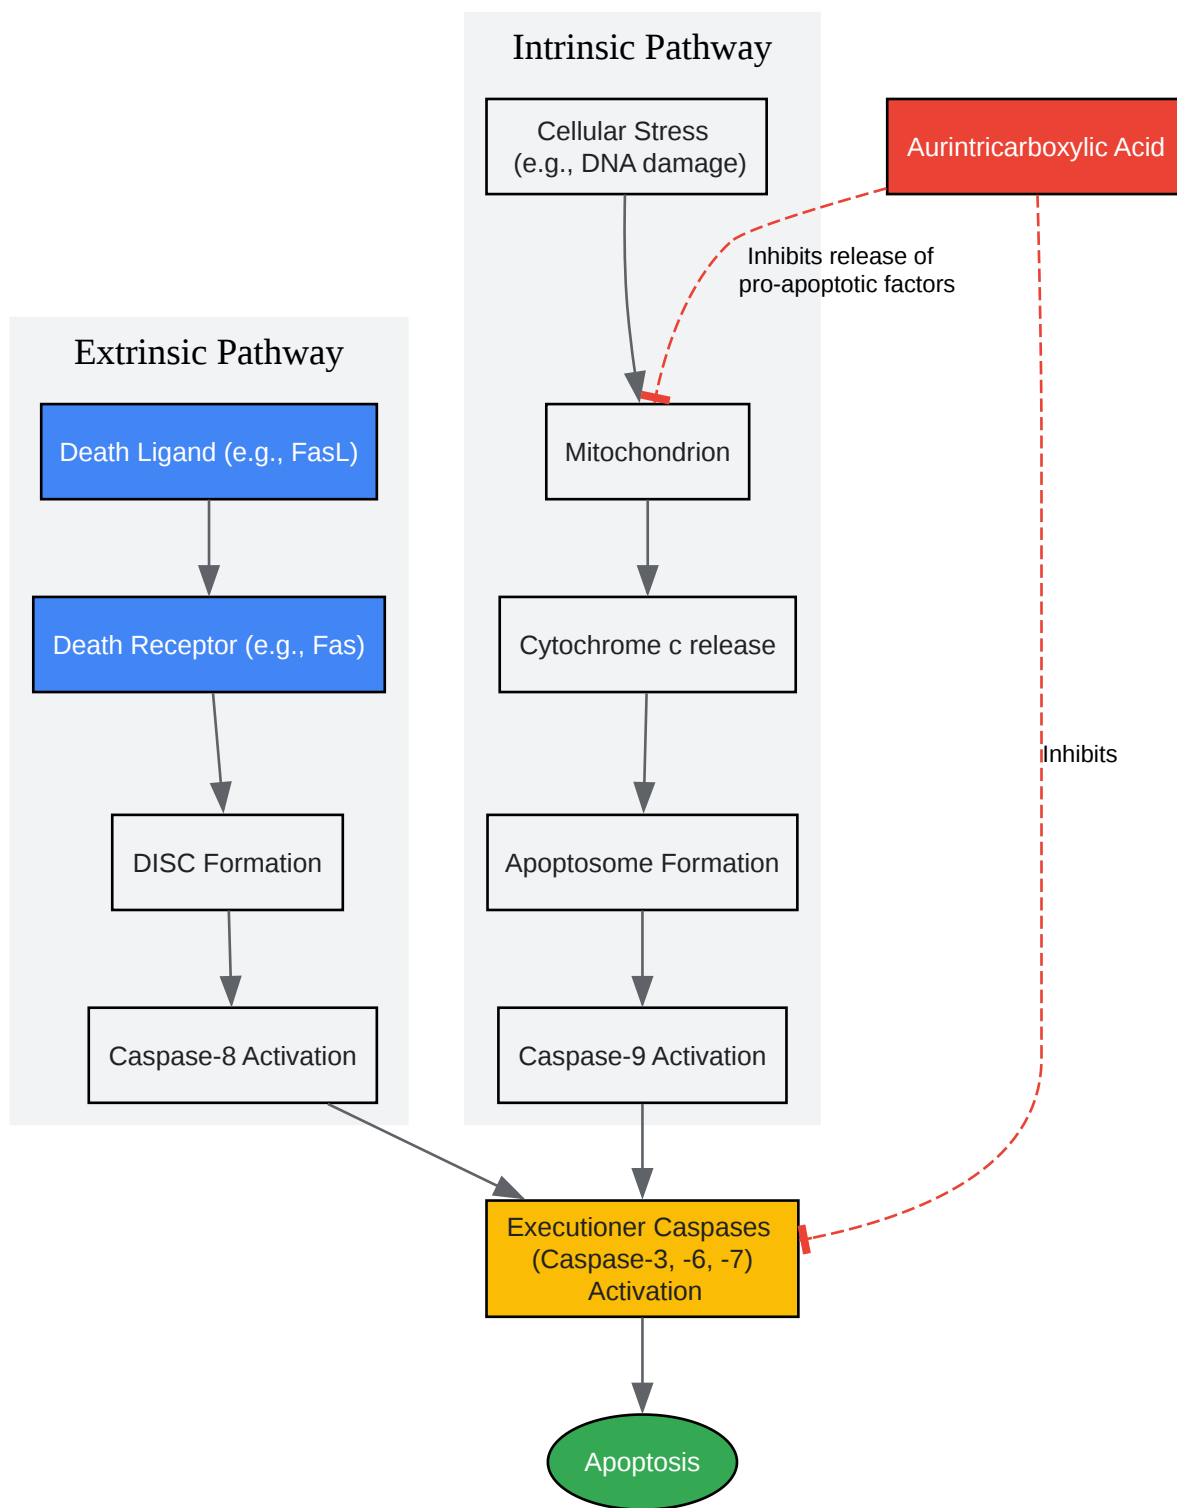 Intrinsic Pathway
Cellular Stress
(e.g., DNA damage)
Aurintricarboxylic Acid
Inhibits release of
pro-apoptotic factors
Extrinsic Pathway
Death Ligand (e.g., FasL)
Mitochondrion
Death Receptor (e.g., Fas)
Cytochrome c release
Inhibits
DISC Formation
Apoptosome Formation
Caspase-8 Activation
Caspase-9 Activation
Executioner Caspases
(Caspase-3, -6, -7)
Activation
Apoptosis